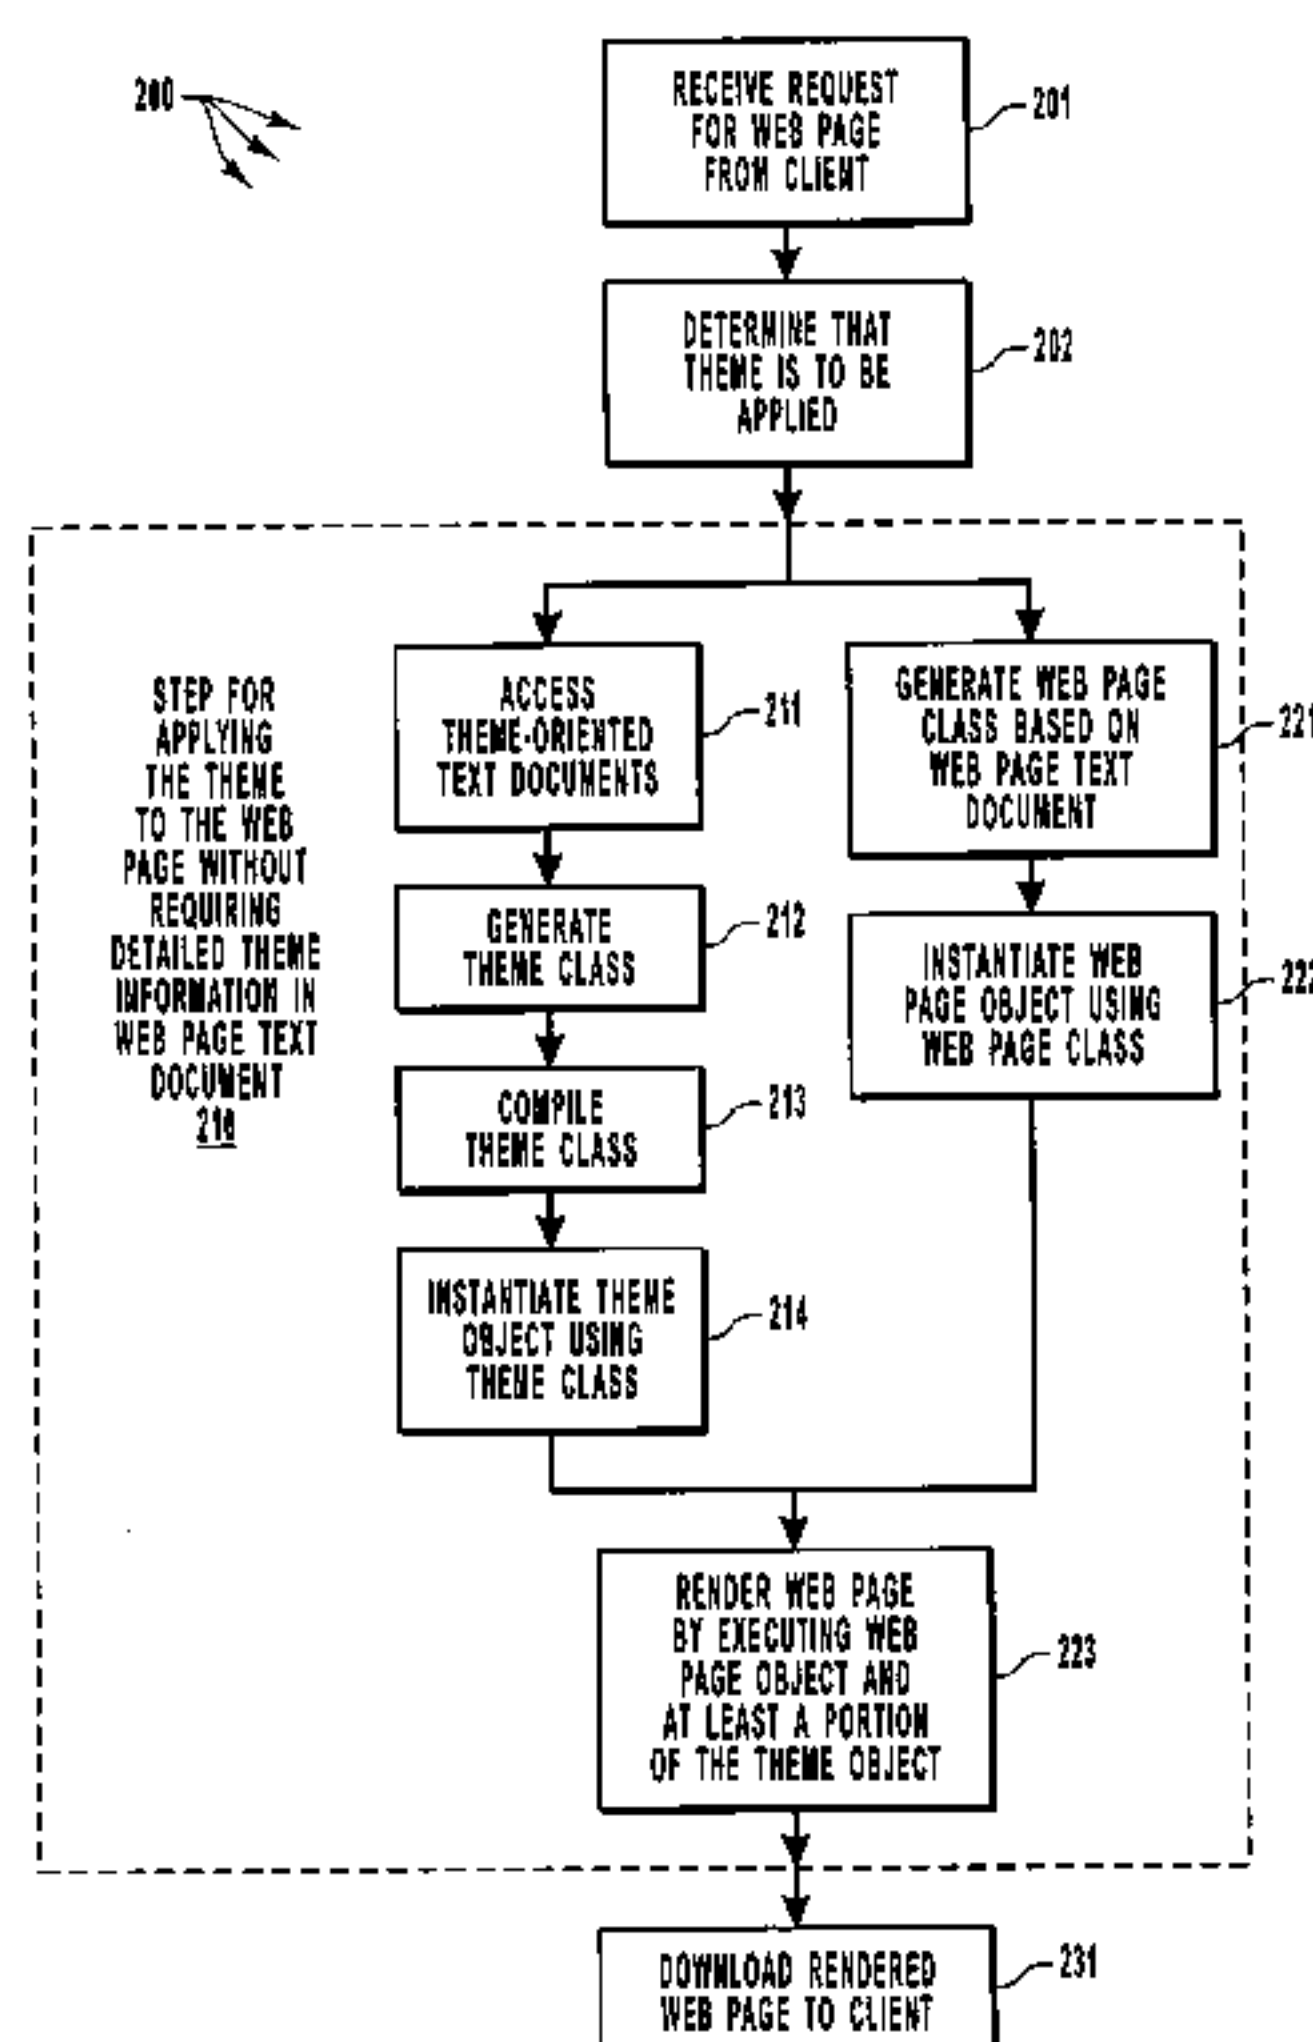 200
RECEIVE REQUEST
FOR WEB PAGE
FROM CLIENT
201
DETERMINE THAT
THEME IS TO BE
APPLIED
202
STEP FOR
APPLYING
THE THEME
TO THE WEB
PAGE WITHOUT
REQUIRING
DETAILED THEME
INFORMATION IN
WEB PAGE TEXT
DOCUMENT
210
ACCESS
THEME-ORIENTED
TEXT DOCUMENTS
211
GENERATE
THEME CLASS
212
COMPILE
THEME CLASS
213
INSTANTIATE THEME
OBJECT USING
THEME CLASS
214
GENERATE WEB PAGE
CLASS BASED ON
WEB PAGE TEXT
DOCUMENT
221
INSTANTIATE WEB
PAGE OBJECT USING
WEB PAGE CLASS
222
RENDER WEB PAGE
BY EXECUTING WEB
PAGE OBJECT AND
AT LEAST A PORTION
OF THE THEME OBJECT
223
DOWNLOAD RENDERED
WEB PAGE TO CLIENT
231